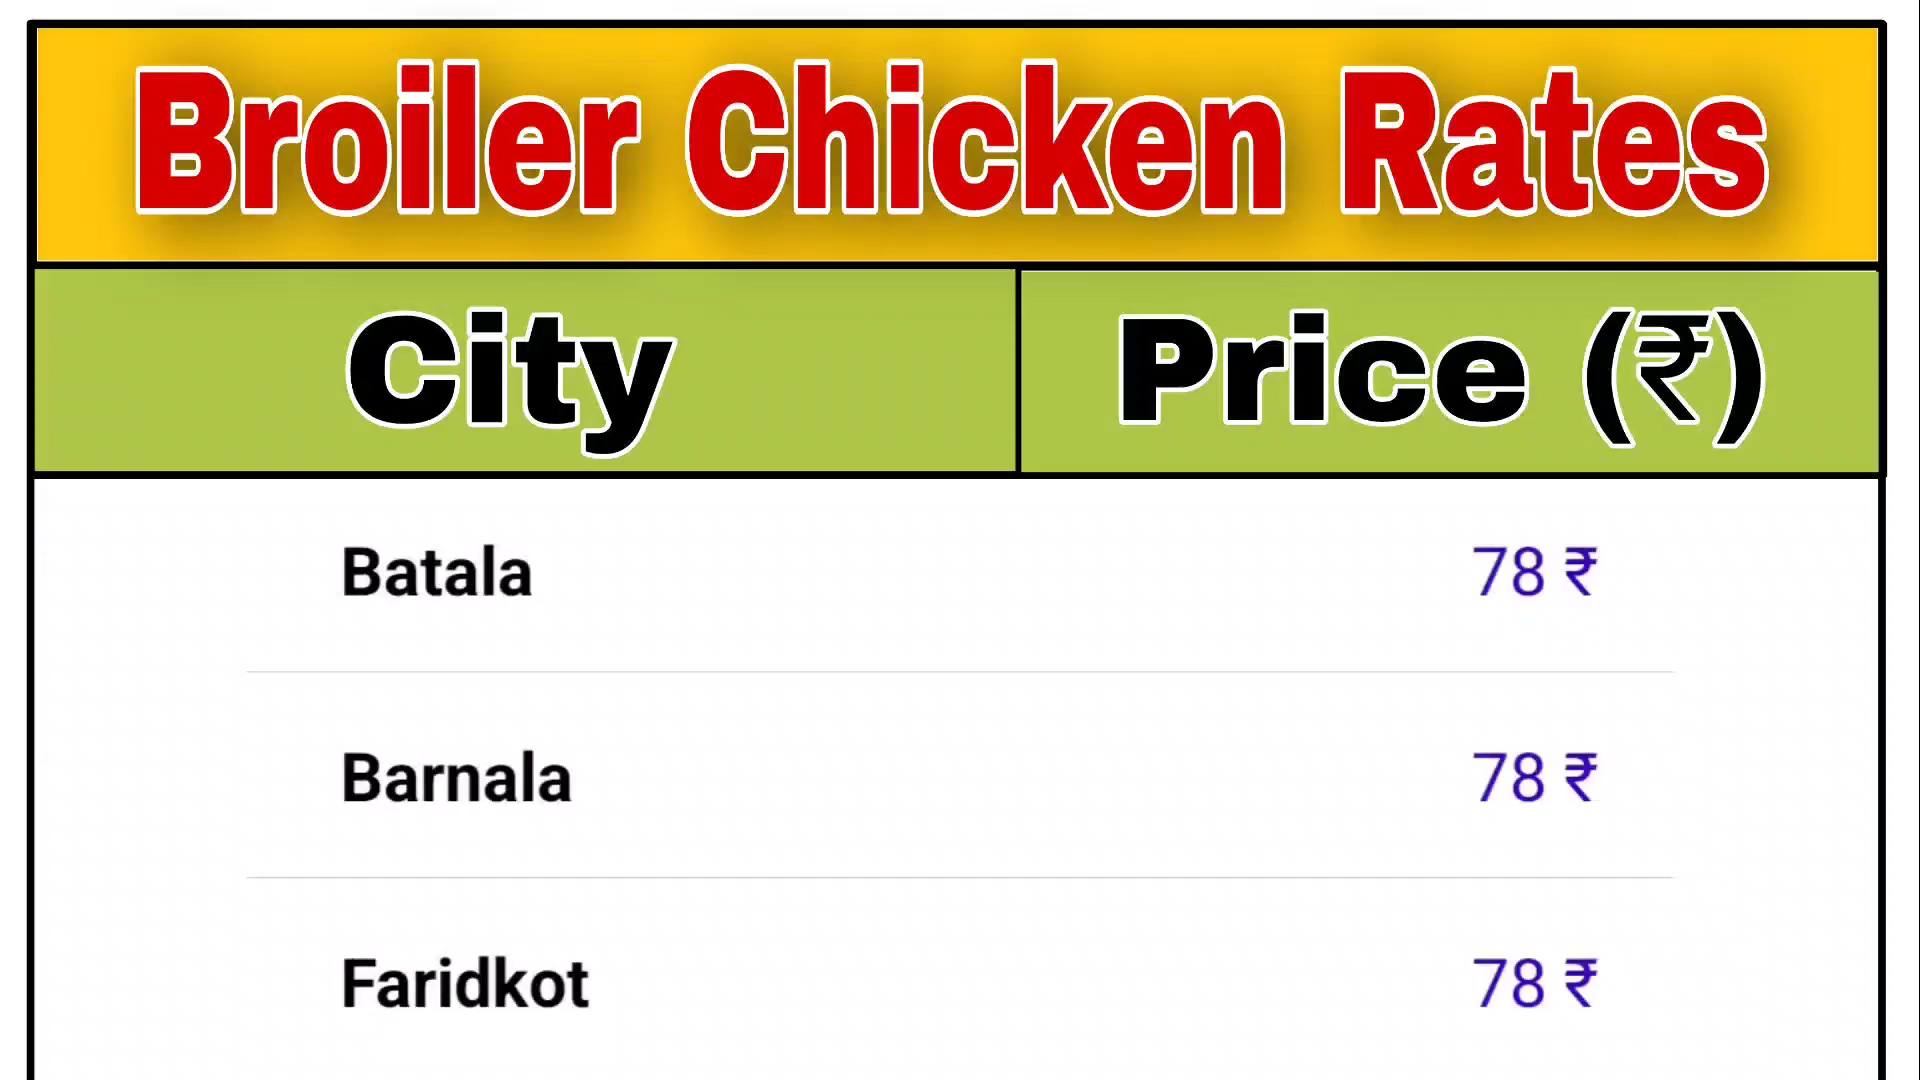 Broiler Chicken Rates
City Price (₹)
Batala 78 ₹
Barnala 78 ₹
Faridkot 78 ₹